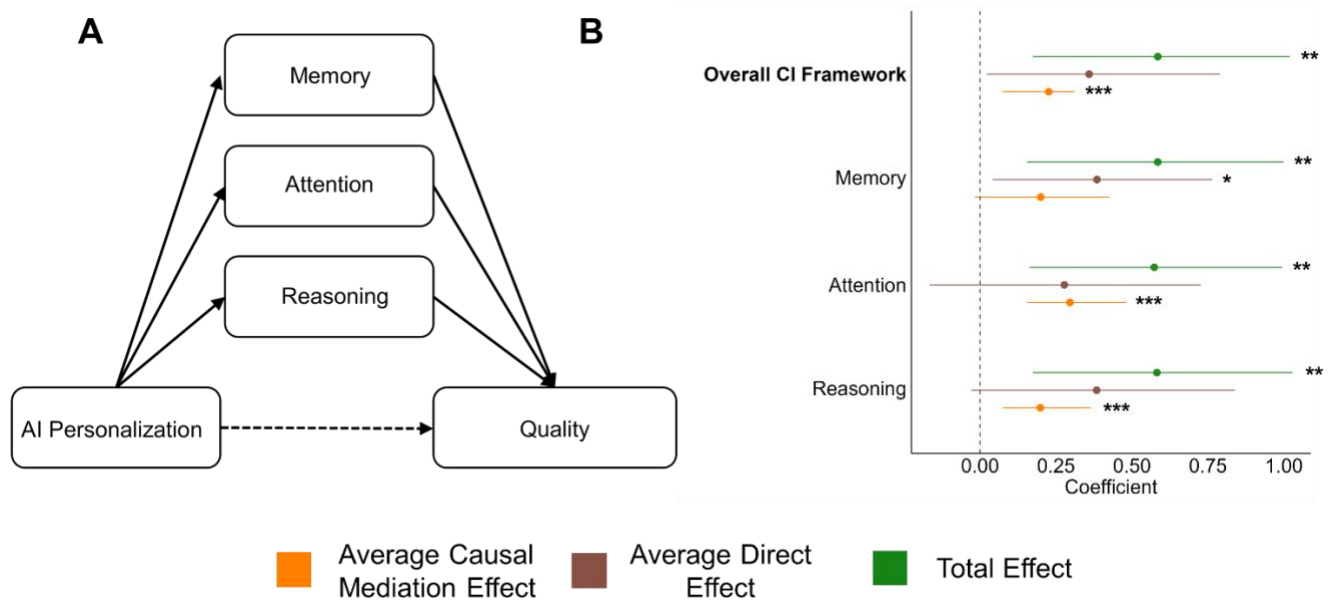 A
Memory
Attention
Reasoning
AI Personalization
Quality
B
Overall CI Framework
**
***
Memory
**
*
Attention
**
***
Reasoning
**
***
0.00 0.25 0.50 0.75 1.00
Coefficient
Average Causal
Mediation Effect
Average Direct
Effect
Total Effect